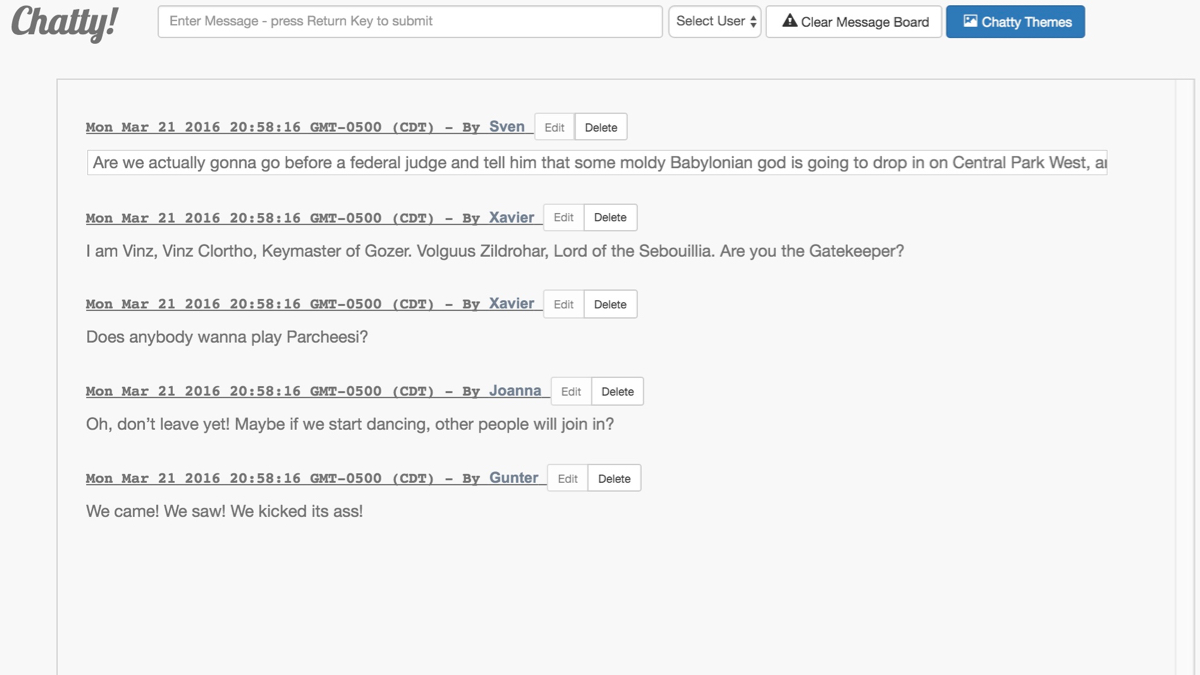 Chatty!
Enter Message - press Return Key to submit
Select User
Clear Message Board
Chatty Themes
Mon Mar 21 2016 20:58:16 GMT-0500 (CDT) - By Sven Edit Delete
Are we actually gonna go before a federal judge and tell him that some moldy Babylonian god is going to drop in on Central Park West,
Mon Mar 21 2016 20:58:16 GMT-0500 (CDT) - By Xavier Edit Delete
I am Vinz, Vinz Clortho, Keymaster of Gozer. Volguus Zildrohar, Lord of the Sebouillia. Are you the Gatekeeper?
Mon Mar 21 2016 20:58:16 GMT-0500 (CDT) - By Xavier Edit Delete
Does anybody wanna play Parcheesi?
Mon Mar 21 2016 20:58:16 GMT-0500 (CDT) - By Joanna Edit Delete
Oh, don’t leave yet! Maybe if we start dancing, other people will join in?
Mon Mar 21 2016 20:58:16 GMT-0500 (CDT) - By Gunter Edit Delete
We came! We saw! We kicked its ass!